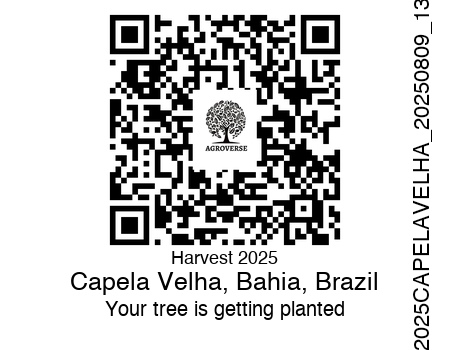 AGROVERSE
Harvest 2025
Capela Velha, Bahia, Brazil
Your tree is getting planted
2025CAPELAVELHA_20250809_13